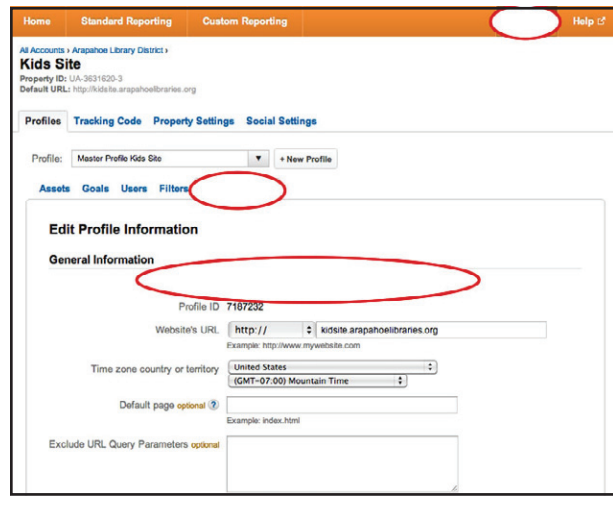 Home Standard Reporting Custom Reporting Help
All Accounts › Arapahoe Library District ›
Kids Site
Property ID: UA-3631620-3
Default URL: http://kidsite.arapahoelibraries.org
Profiles Tracking Code Property Settings Social Settings
Profile: Master Profile Kids Site + New Profile
Assets Goals Users Filters
Edit Profile Information
General Information
Profile ID 7187232
Website's URL http:// kidsite.arapahoelibraries.org
Example: http://www.mywebsite.com
Time zone country or territory United States
(GMT-07:00) Mountain Time
Default page optional ?
Example: index.html
Exclude URL Query Parameters optional